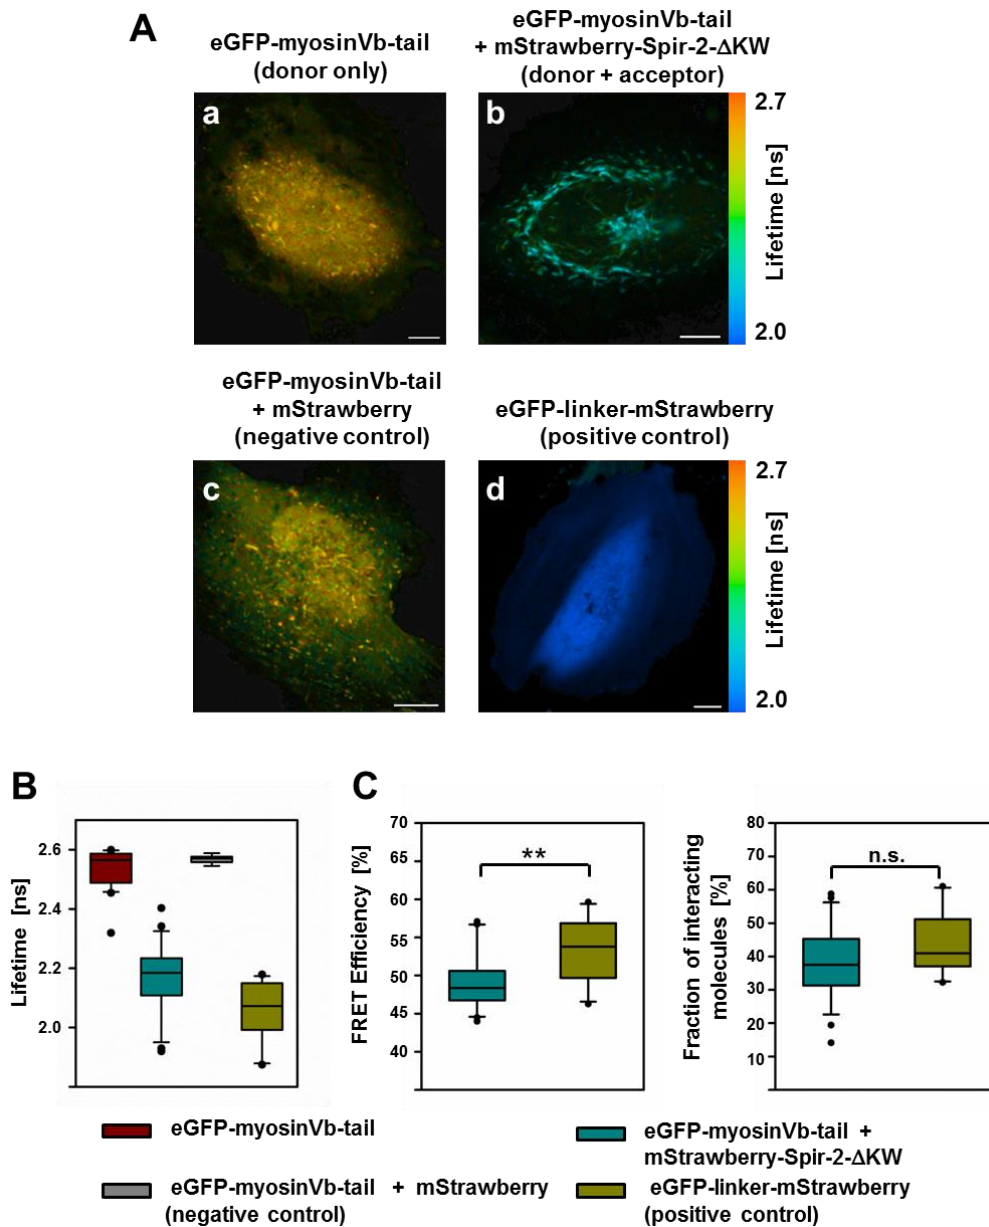 A
eGFP-myosinVb-tail
(donor only)
eGFP-myosinVb-tail
+ mStrawberry-Spir-2-ΔKW
(donor + acceptor)
a
b
2.7
Lifetime [ns]
2.0
eGFP-myosinVb-tail
+ mStrawberry
(negative control)
eGFP-linker-mStrawberry
(positive control)
c
d
2.7
Lifetime [ns]
2.0
B
Lifetime [ns]
2.6
2.4
2.2
2.0
C
FRET Efficiency [%]
70
65
60
55
50
45
40
**
Fraction of interacting
molecules [%]
80
70
60
50
40
30
20
10
n.s.
eGFP-myosinVb-tail
eGFP-myosinVb-tail +
mStrawberry-Spir-2-ΔKW
eGFP-myosinVb-tail + mStrawberry
(negative control)
eGFP-linker-mStrawberry
(positive control)